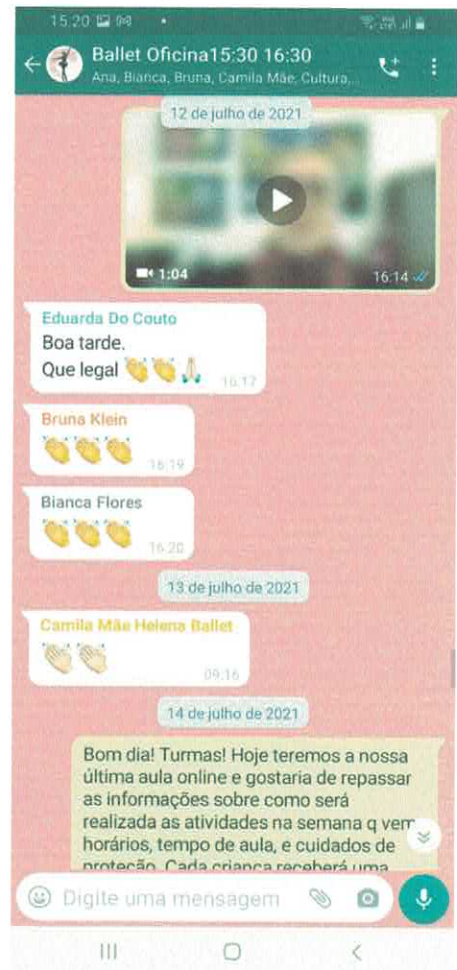 15.20
Ballet Oficina15:30 16:30
Ana, Bianca, Bruna, Camila Mãe, Cultura,...
12 de julho de 2021
1:04
16:14
Eduarda Do Couto
Boa tarde.
Que legal 👏👏🙏
16:17
Bruna Klein
👏👏👏
16:19
Bianca Flores
👏👏👏
16:20
13 de julho de 2021
Camila Mãe Helena Ballet
👏🏻👏🏻
09:16
14 de julho de 2021
Bom dia! Turmas! Hoje teremos a nossa
última aula online e gostaria de repassar
as informações sobre como será
realizada as atividades na semana q vem,
horários, tempo de aula, e cuidados de
proteção. Cada criança receberá uma
Digite uma mensagem